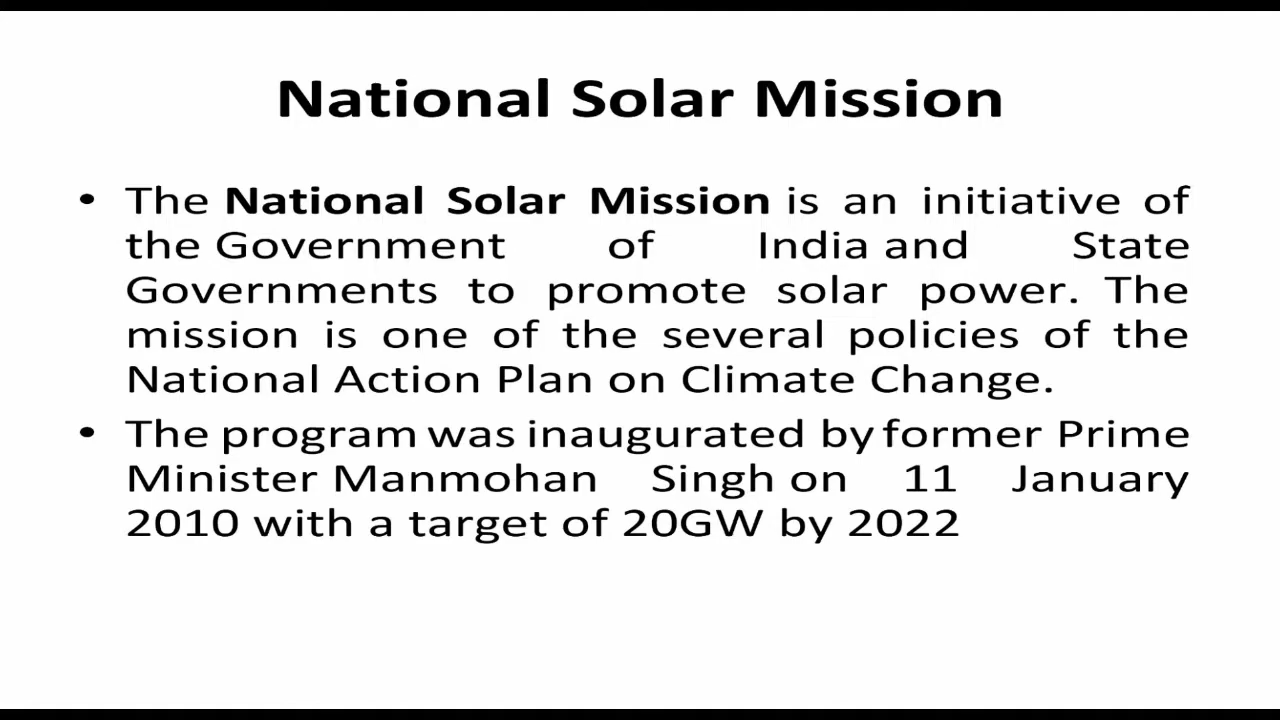 National Solar Mission
• The National Solar Mission is an initiative of
the Government of India and State
Governments to promote solar power. The
mission is one of the several policies of the
National Action Plan on Climate Change.
• The program was inaugurated by former Prime
Minister Manmohan Singh on 11 January
2010 with a target of 20GW by 2022